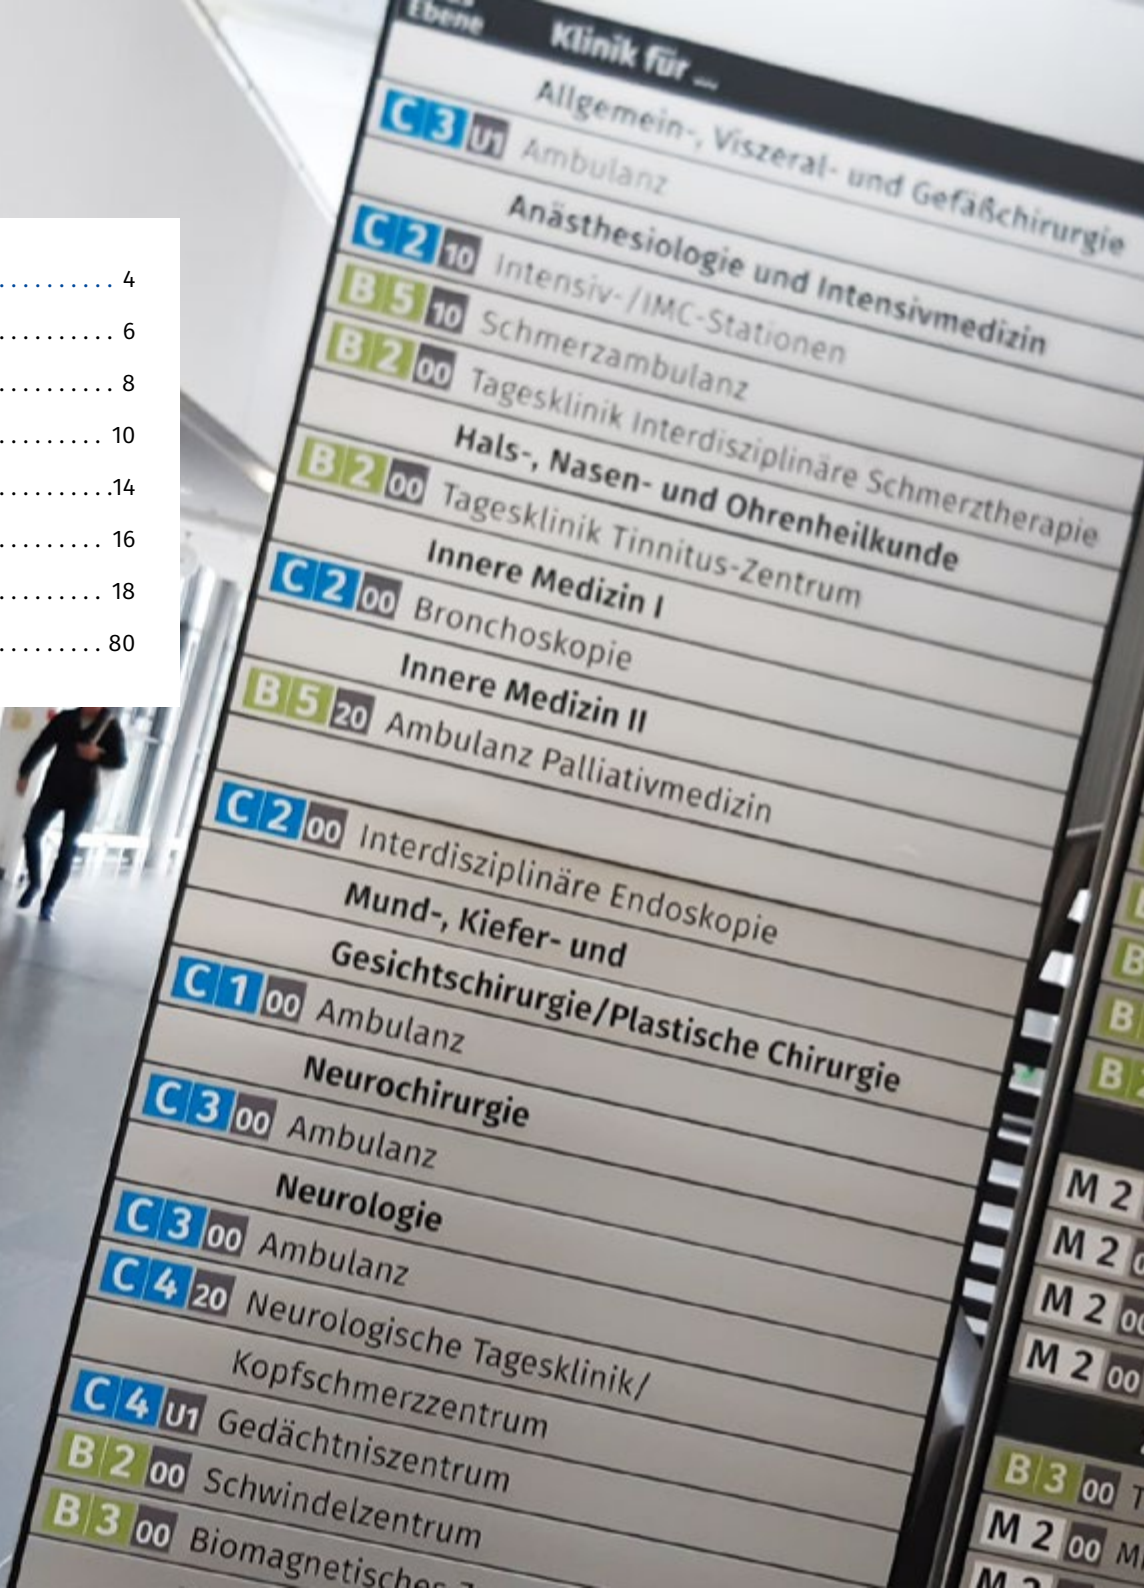 Ebene Klinik für ...
Allgemein-, Viszeral- und Gefäßchirurgie
C 3 U1 Ambulanz
Anästhesiologie und Intensivmedizin
C 2 10 Intensiv-/IMC-Stationen
B 5 10 Schmerzambulanz
B 2 00 Tagesklinik Interdisziplinäre Schmerztherapie
Hals-, Nasen- und Ohrenheilkunde
B 2 00 Tagesklinik Tinnitus-Zentrum
Innere Medizin I
C 2 00 Bronchoskopie
Innere Medizin II
B 5 20 Ambulanz Palliativmedizin
C 2 00 Interdisziplinäre Endoskopie
Mund-, Kiefer- und
Gesichtschirurgie/Plastische Chirurgie
C 1 00 Ambulanz
Neurochirurgie
C 3 00 Ambulanz
Neurologie
C 3 00 Ambulanz
C 4 20 Neurologische Tagesklinik/
Kopfschmerzzentrum
C 4 U1 Gedächtniszentrum
B 2 00 Schwindelzentrum
B 3 00 Biomagnetisches
.......... 4
.......... 6
.......... 8
......... 10
..........14
......... 16
......... 18
......... 80
B
B
B 2
M 2
M 2
M 2 00
M 2 00
B 3 00 T
M 2 00 M
M 2